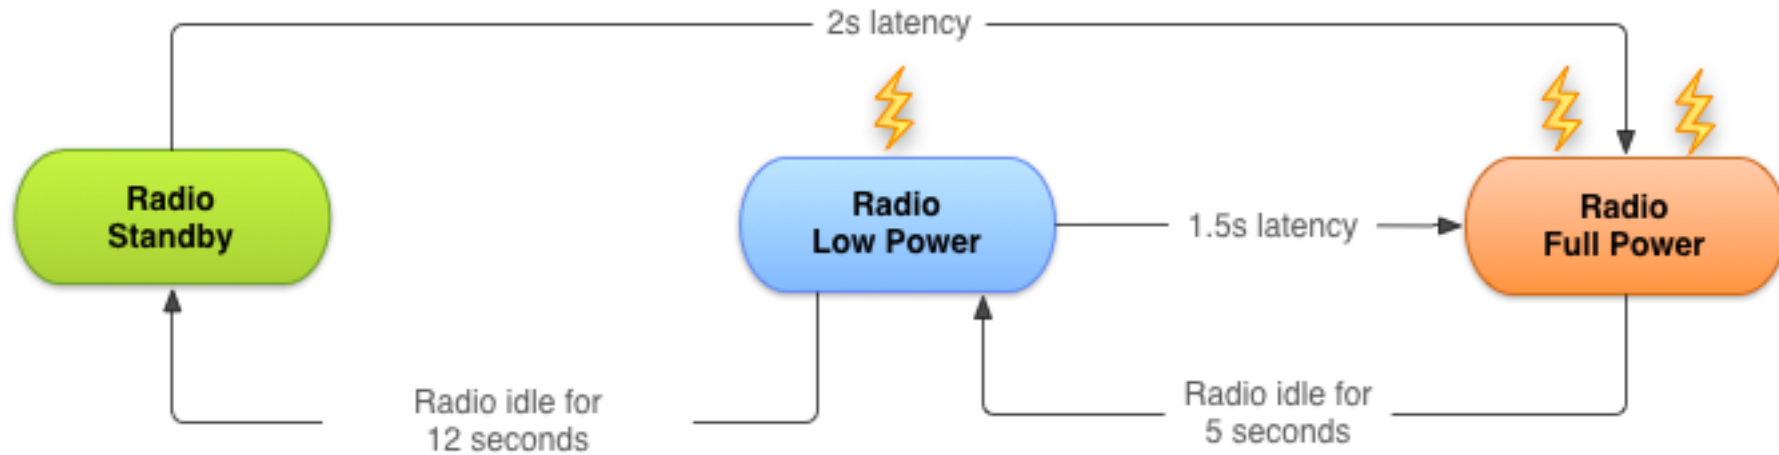 2s latency
Radio
Standby
Radio
Low Power
1.5s latency
Radio
Full Power
Radio idle for
12 seconds
Radio idle for
5 seconds